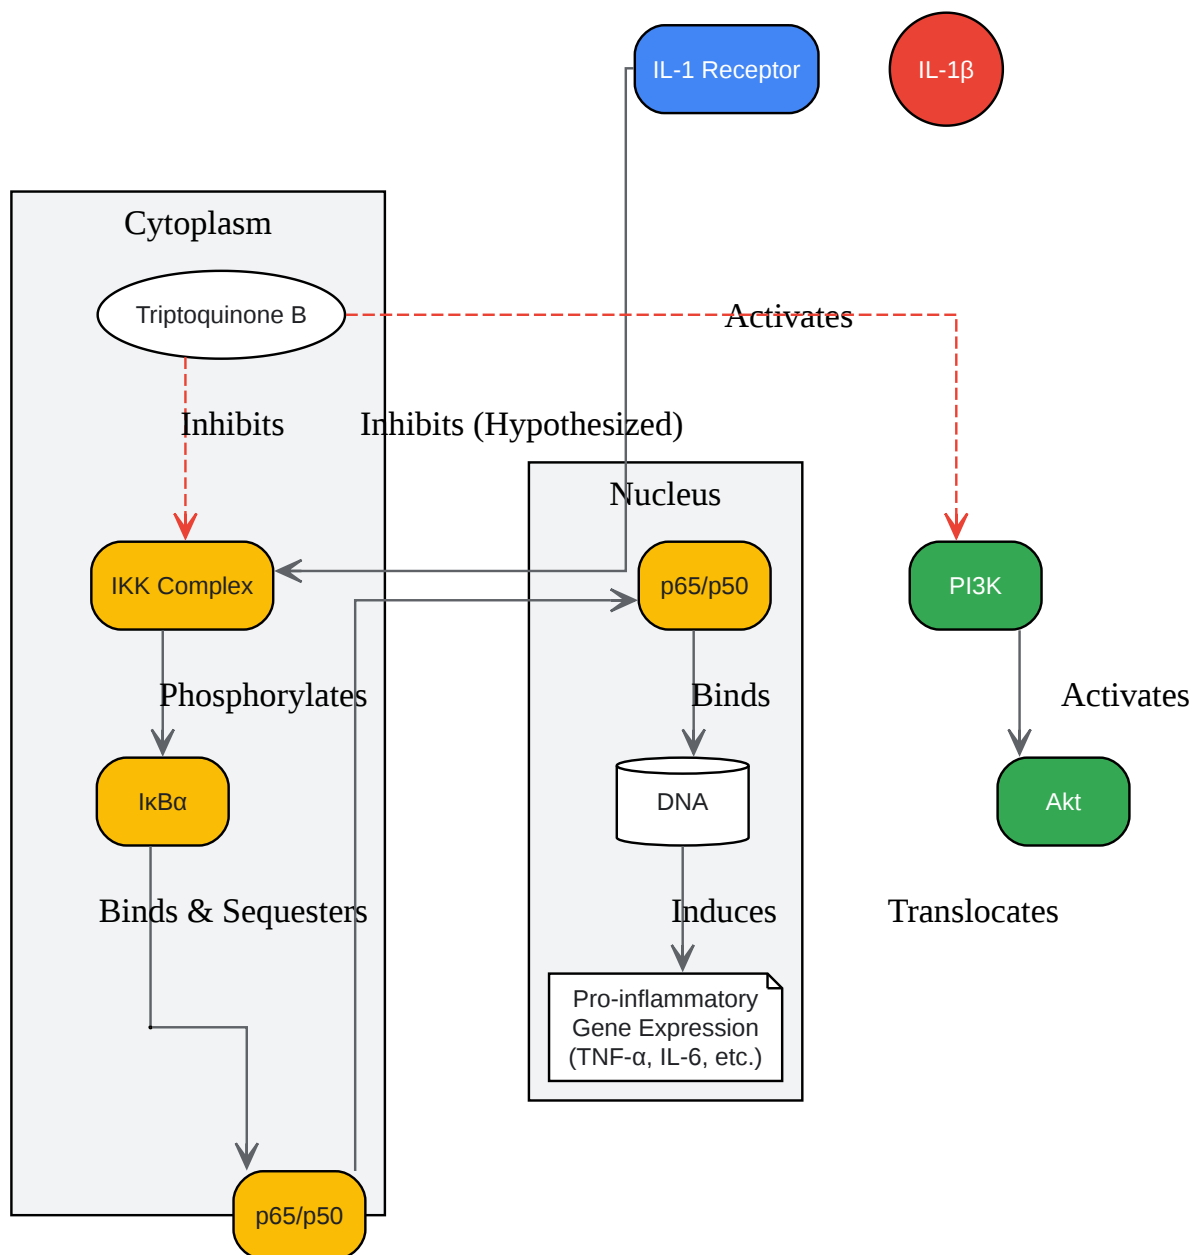 IL-1 Receptor
IL-1β
Cytoplasm
Triptoquinone B
Activates
Inhibits
Inhibits (Hypothesized)
Nucleus
IKK Complex
p65/p50
PI3K
Phosphorylates
Binds
Activates
IκBα
DNA
Akt
Binds & Sequesters
Induces
Translocates
Pro-inflammatory
Gene Expression
(TNF-α, IL-6, etc.)
p65/p50